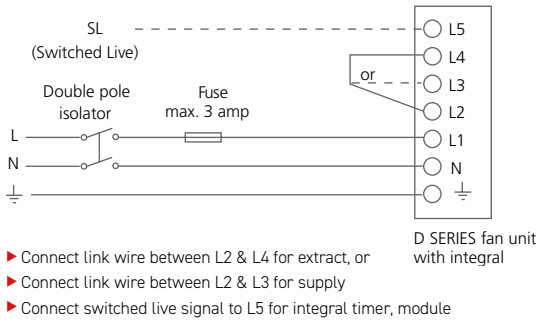 SL
(Switched Live)
L5
L4
or
L3
Double pole
isolator
Fuse
max. 3 amp
L2
L
L1
N
N
D SERIES fan unit
with integral
▶ Connect link wire between L2 & L4 for extract, or
▶ Connect link wire between L2 & L3 for supply
▶ Connect switched live signal to L5 for integral timer, module